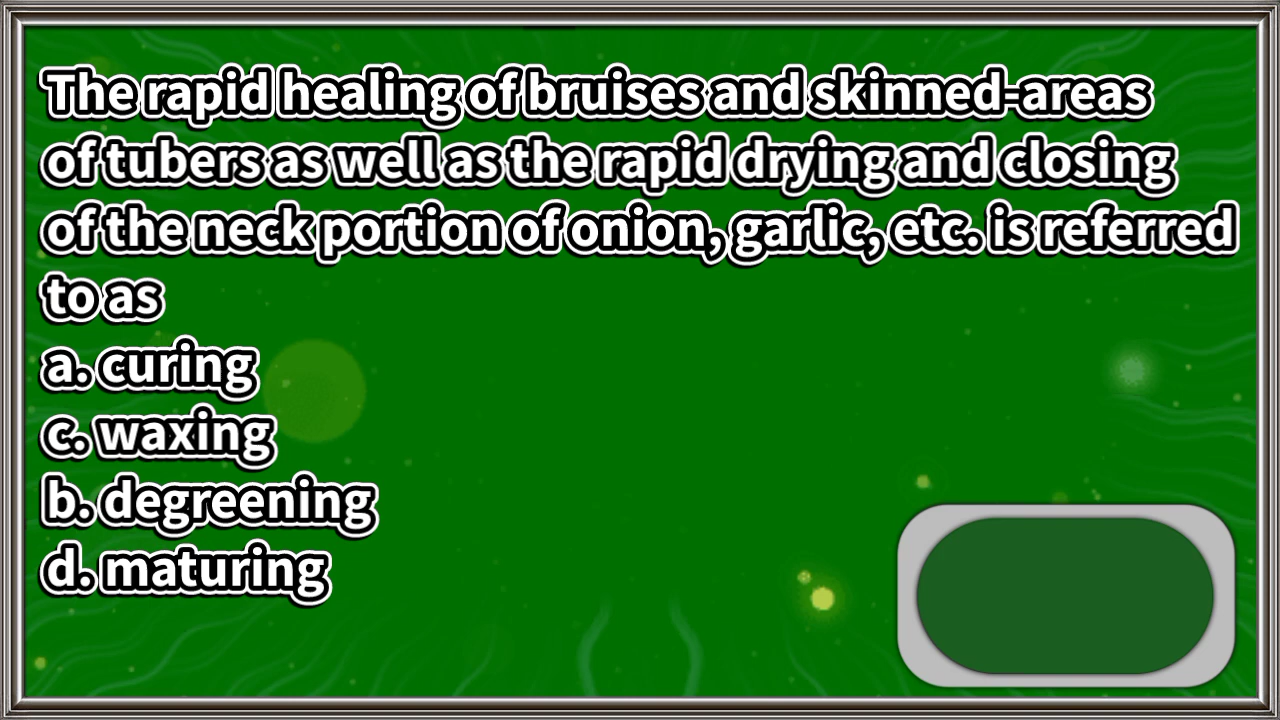 The rapid healing of bruises and skinned-areas
of tubers as well as the rapid drying and closing
of the neck portion of onion, garlic, etc. is referred
to as
a. curing
c. waxing
b. degreening
d. maturing